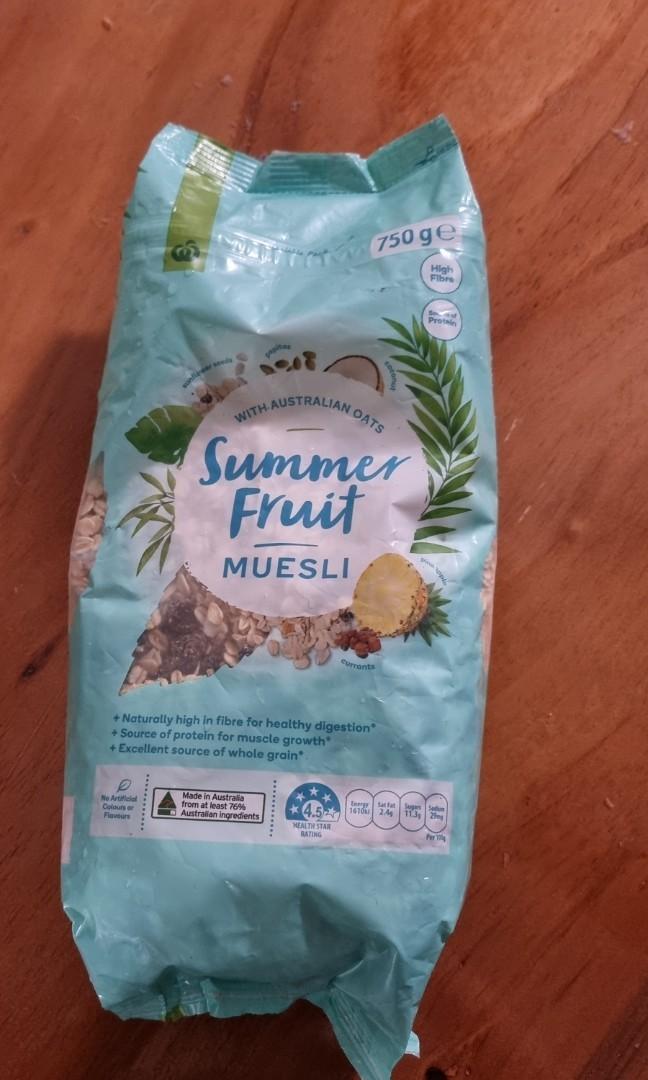 750 g e
High
Fibre
Source of
Protein
sunflower seeds
pepitas
coconut
WITH AUSTRALIAN OATS
Summer
Fruit
MUESLI
pineapple
currants
+ Naturally high in fibre for healthy digestion*
+ Source of protein for muscle growth*
+ Excellent source of whole grain*
No Artificial
Colours or
Flavours
Made in Australia
from at least 76%
Australian ingredients
4.5
HEALTH STAR
RATING
Energy
1610kJ
Sat Fat
2.4g
Sugars
11.3g
Sodium
29mg
Per 100g